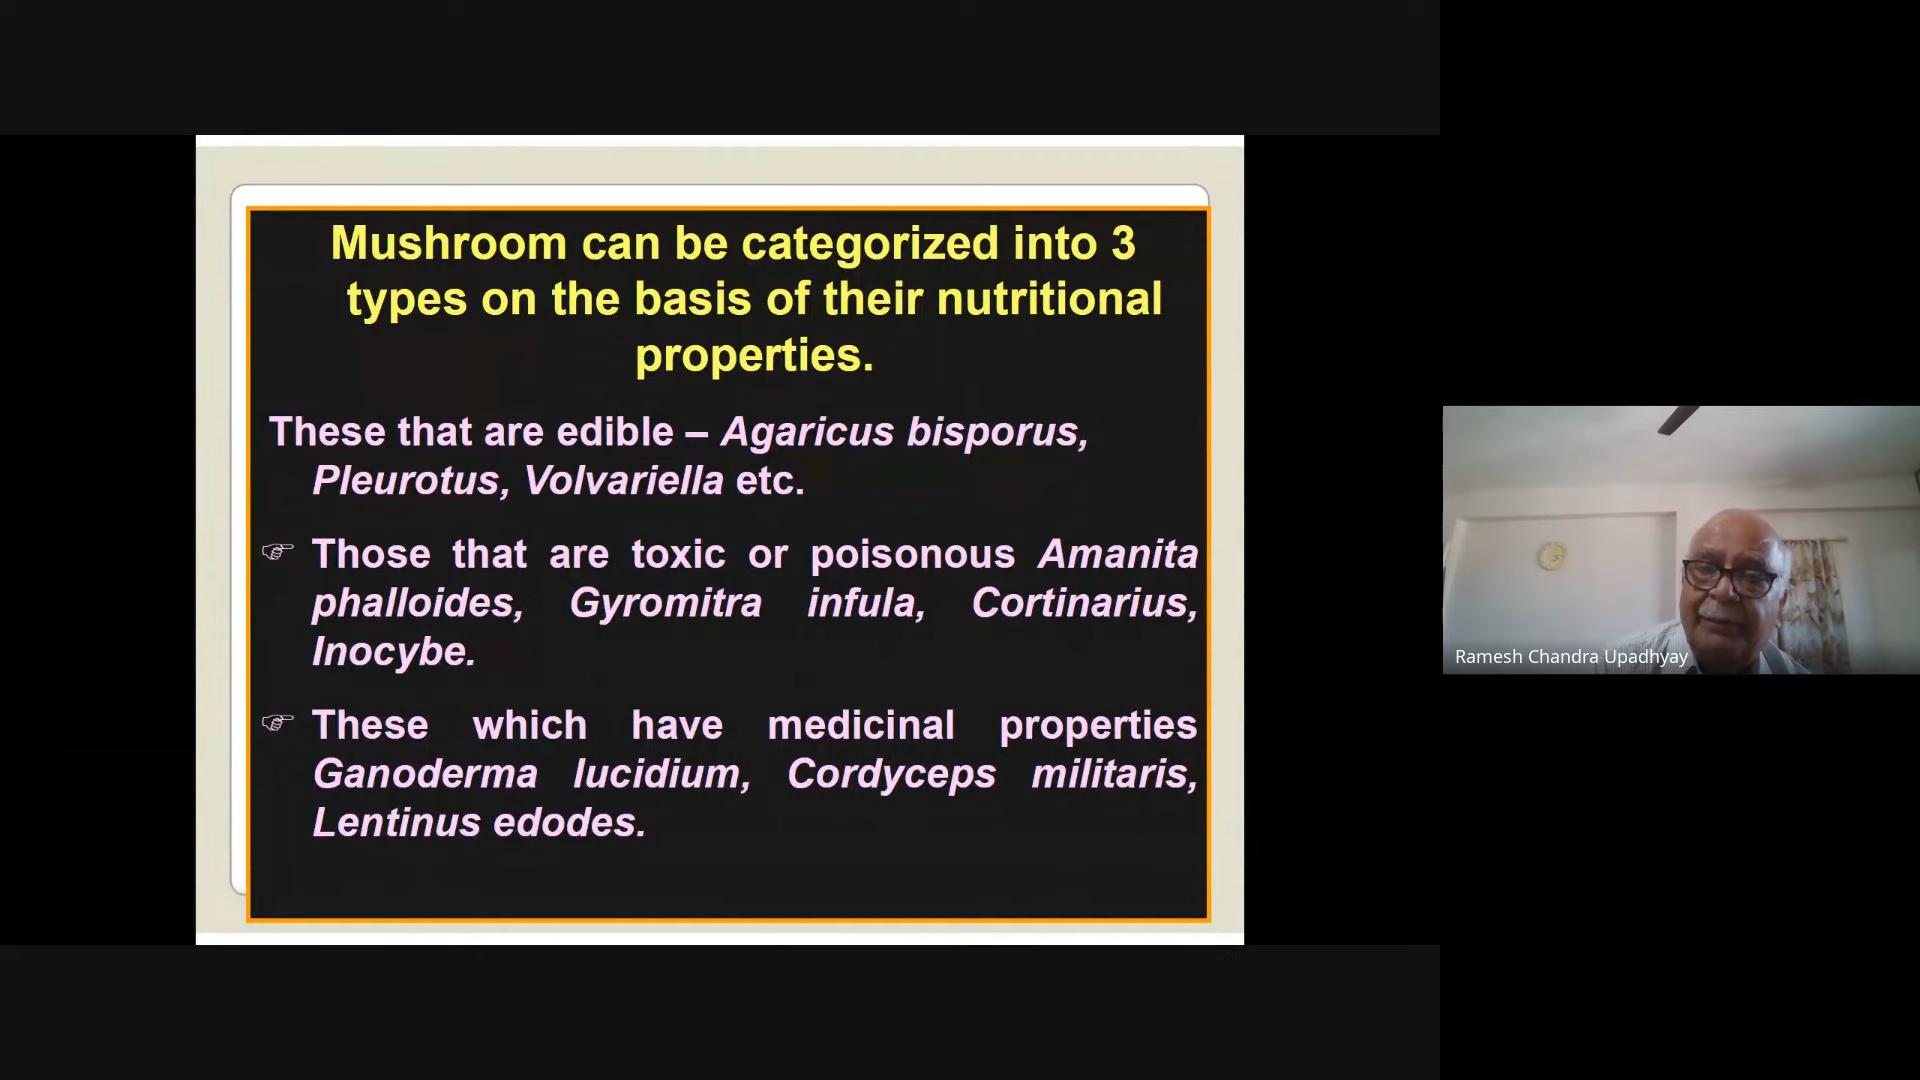 Mushroom can be categorized into 3
types on the basis of their nutritional
properties.
These that are edible – Agaricus bisporus,
Pleurotus, Volvariella etc.
☞ Those that are toxic or poisonous Amanita
phalloides, Gyromitra infula, Cortinarius,
Inocybe.
☞ These which have medicinal properties
Ganoderma lucidium, Cordyceps militaris,
Lentinus edodes.
Ramesh Chandra Upadhyay